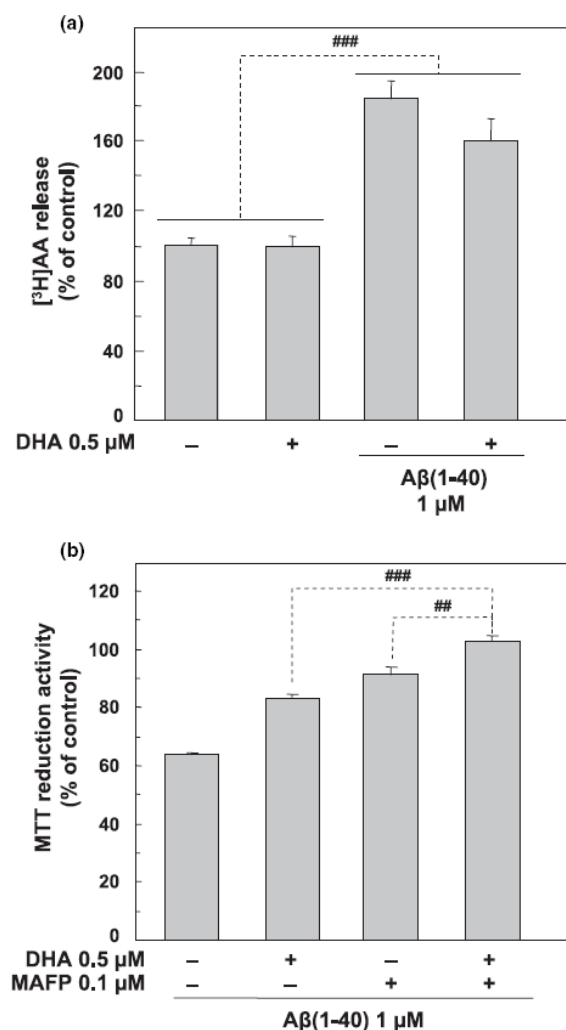 (a)
###
200
160
120
80
40
0
[³H]AA release
(% of control)
DHA 0.5 µM – + – +
Aβ(1-40)
1 µM
(b)
###
##
120
100
80
60
40
20
0
MTT reduction activity
(% of control)
DHA 0.5 µM – + – +
MAFP 0.1 µM – – + +
Aβ(1-40) 1 µM